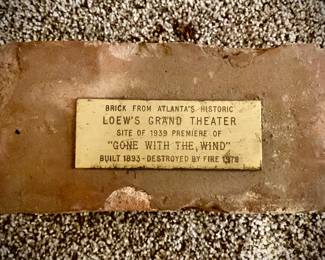 BRICK FROM ATLANTA'S HISTORIC
LOEW'S GRAND THEATER
SITE OF 1939 PREMIERE OF
"GONE WITH THE WIND"
BUILT 1893 - DESTROYED BY FIRE 1978